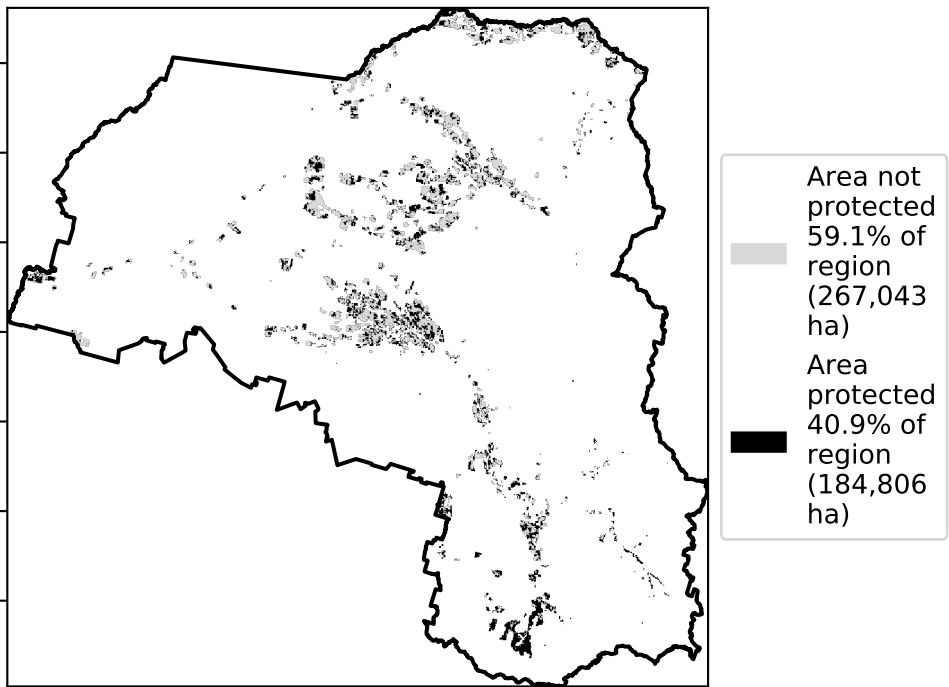 Area not
protected
59.1% of
region
(267,043
ha)
Area
protected
40.9% of
region
(184,806
ha)